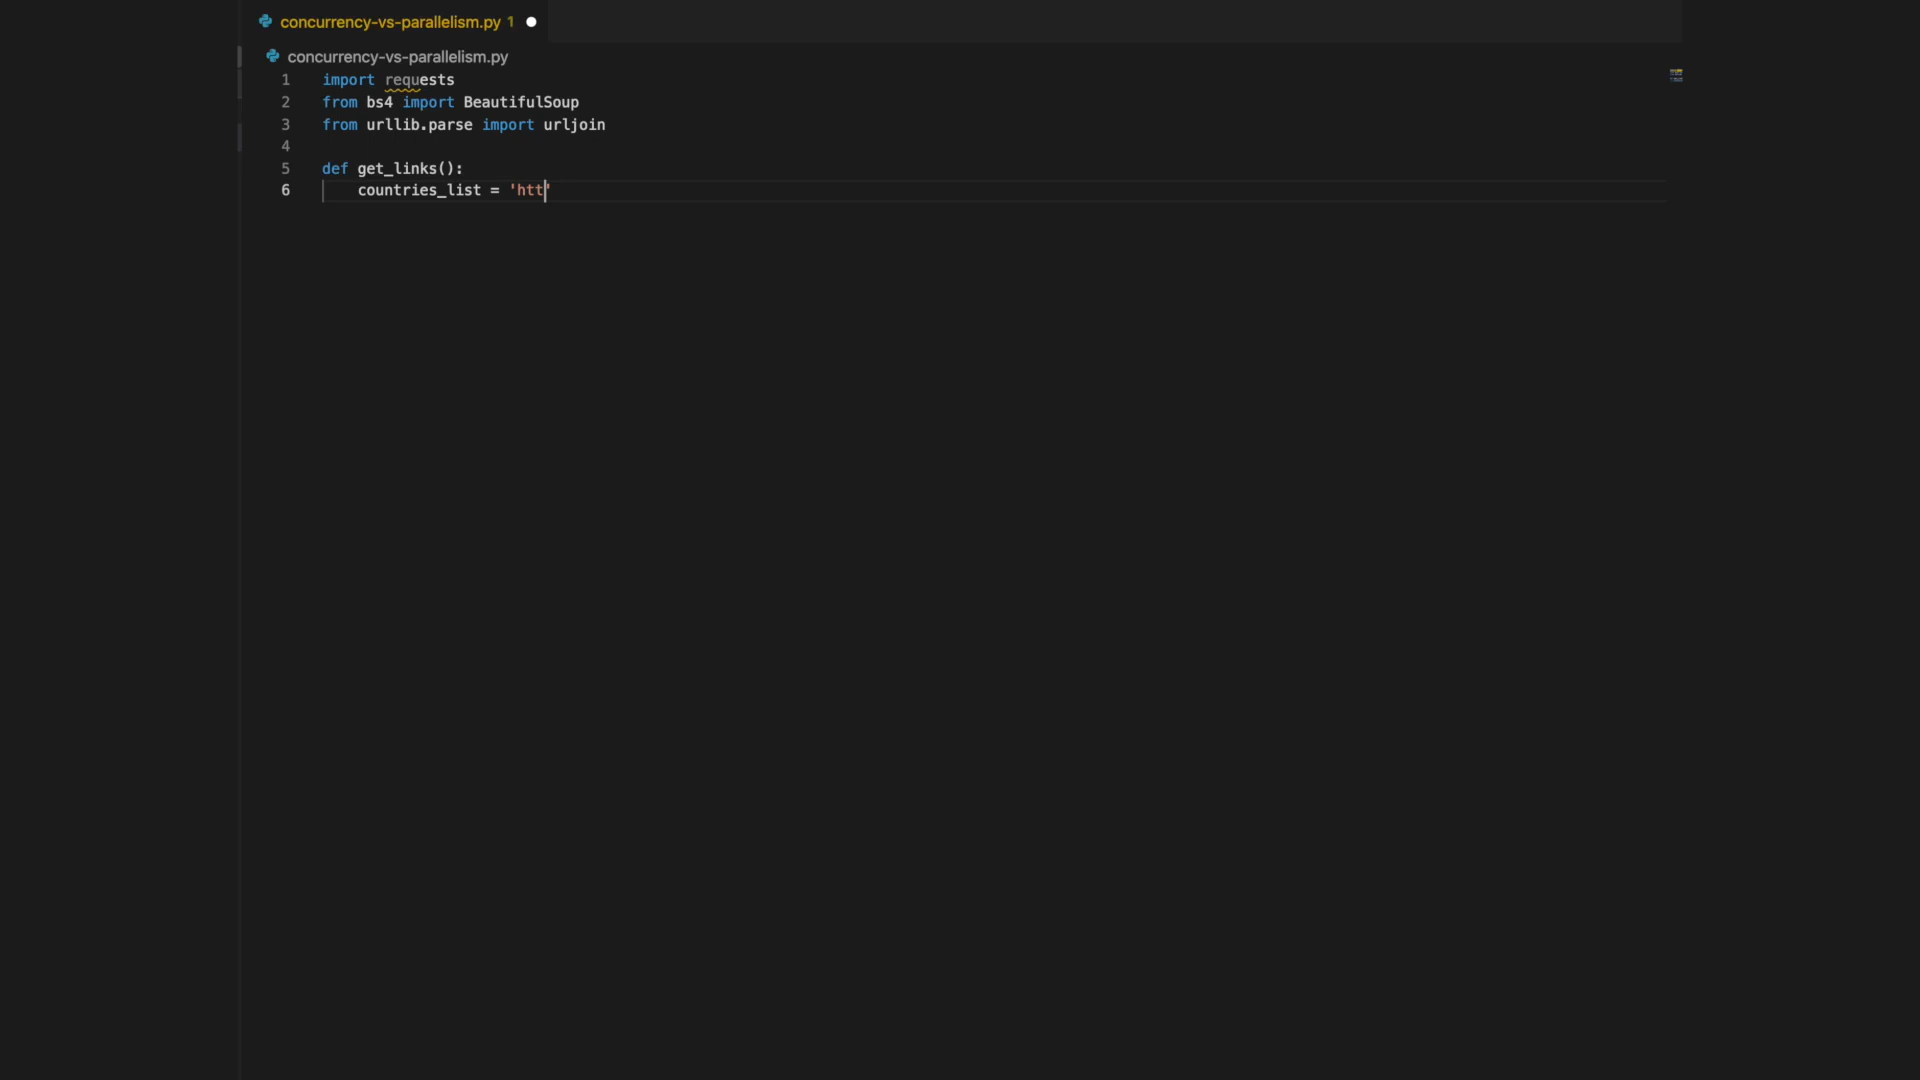 concurrency-vs-parallelism.py 1
concurrency-vs-parallelism.py
1 import requests
2 from bs4 import BeautifulSoup
3 from urllib.parse import urljoin
4
5 def get_links():
6     countries_list = 'htt'